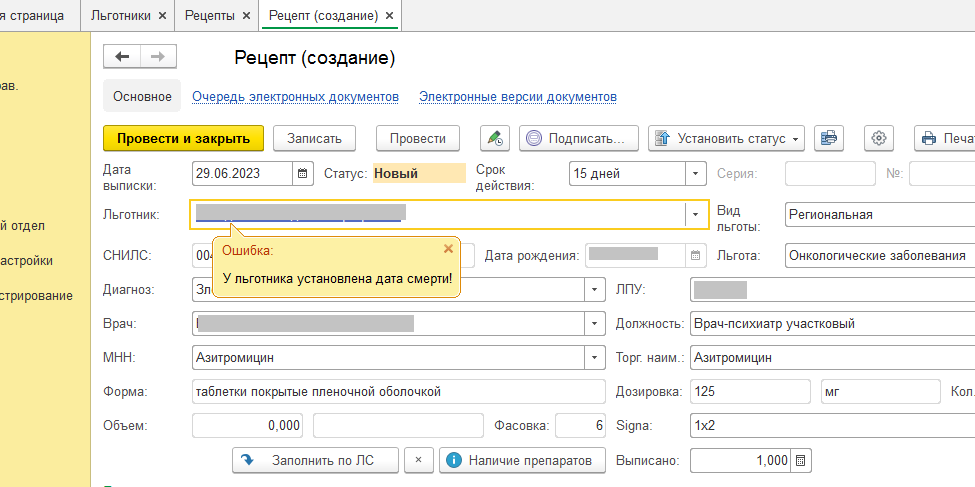 я страница Льготники × Рецепты × Рецепт (создание) ×
← → Рецепт (создание)
рав.
Основное Очередь электронных документов Электронные версии документов
Провести и закрыть Записать Провести Подписать... Установить статус Печа
Дата выписки: 29.06.2023 Статус: Новый Срок действия: 15 дней Серия: №:
Льготник: Вид льготы: Региональная
й отдел
Ошибка: ×
У льготника установлена дата смерти!
СНИЛС: 004 Дата рождения: Льгота: Онкологические заболевания
астройки
Диагноз: Зл ЛПУ:
стрирование
Врач: Должность: Врач-психиатр участковый
МНН: Азитромицин Торг. наим.: Азитромицин
Форма: таблетки покрытые пленочной оболочкой Дозировка: 125 мг Кол.
Объем: 0,000 Фасовка: 6 Signa: 1x2
Заполнить по ЛС × Наличие препаратов Выписано: 1,000